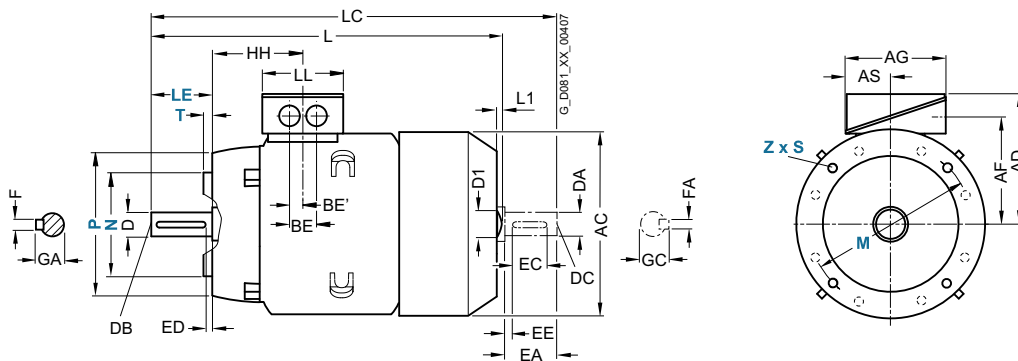 LC
L
HH
LL
LE
T
L1
G_D081_XX_00407
F
P
N
D
GA
BE'
BE
D1
DA
AC
FA
EC
DC
GC
DB
ED
EE
EA
AG
AS
Z x S
M
AF
AD